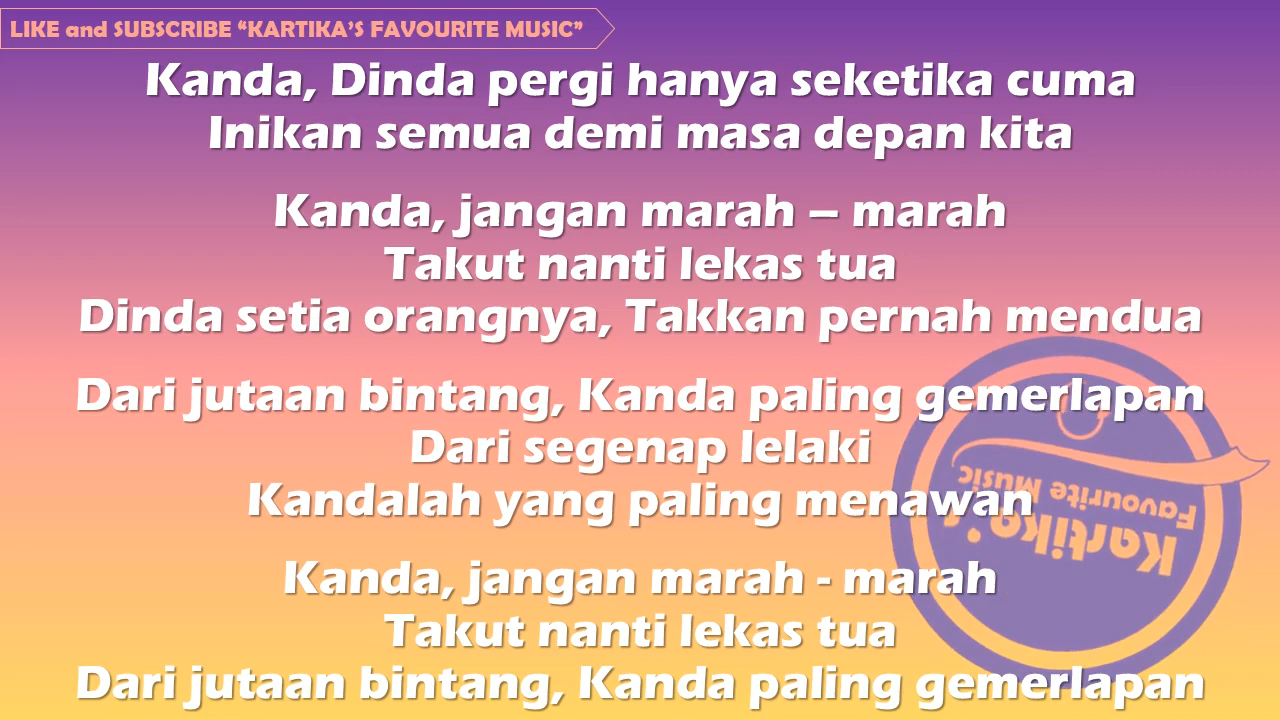 LIKE and SUBSCRIBE “KARTIKA’S FAVOURITE MUSIC”
Kanda, Dinda pergi hanya seketika cuma
Inikan semua demi masa depan kita
Kanda, jangan marah – marah
Takut nanti lekas tua
Dinda setia orangnya, Takkan pernah mendua
Dari jutaan bintang, Kanda paling gemerlapan
Dari segenap lelaki
Kandalah yang paling menawan
Kanda, jangan marah - marah
Takut nanti lekas tua
Dari jutaan bintang, Kanda paling gemerlapan
Kartika's
Favourite Music